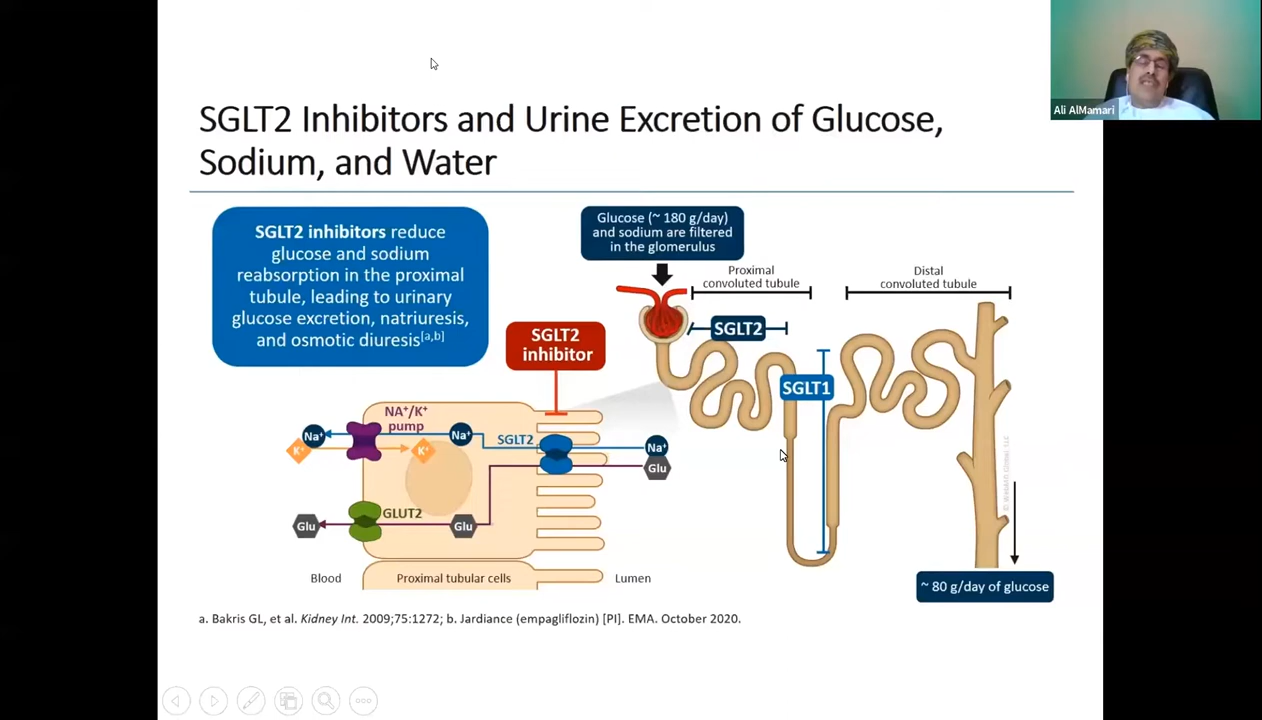 Ali AlMamari
SGLT2 Inhibitors and Urine Excretion of Glucose,
Sodium, and Water
SGLT2 inhibitors reduce
glucose and sodium
reabsorption in the proximal
tubule, leading to urinary
glucose excretion, natriuresis,
and osmotic diuresis[a,b]
Glucose (~ 180 g/day)
and sodium are filtered
in the glomerulus
Proximal
convoluted tubule
Distal
convoluted tubule
SGLT2
SGLT2
inhibitor
SGLT1
NA+/K+
pump
Na+
Na+
SGLT2
Na+
K+
K+
Glu
GLUT2
Glu
Glu
Blood
Proximal tubular cells
Lumen
~ 80 g/day of glucose
a. Bakris GL, et al. Kidney Int. 2009;75:1272; b. Jardiance (empagliflozin) [PI]. EMA. October 2020.